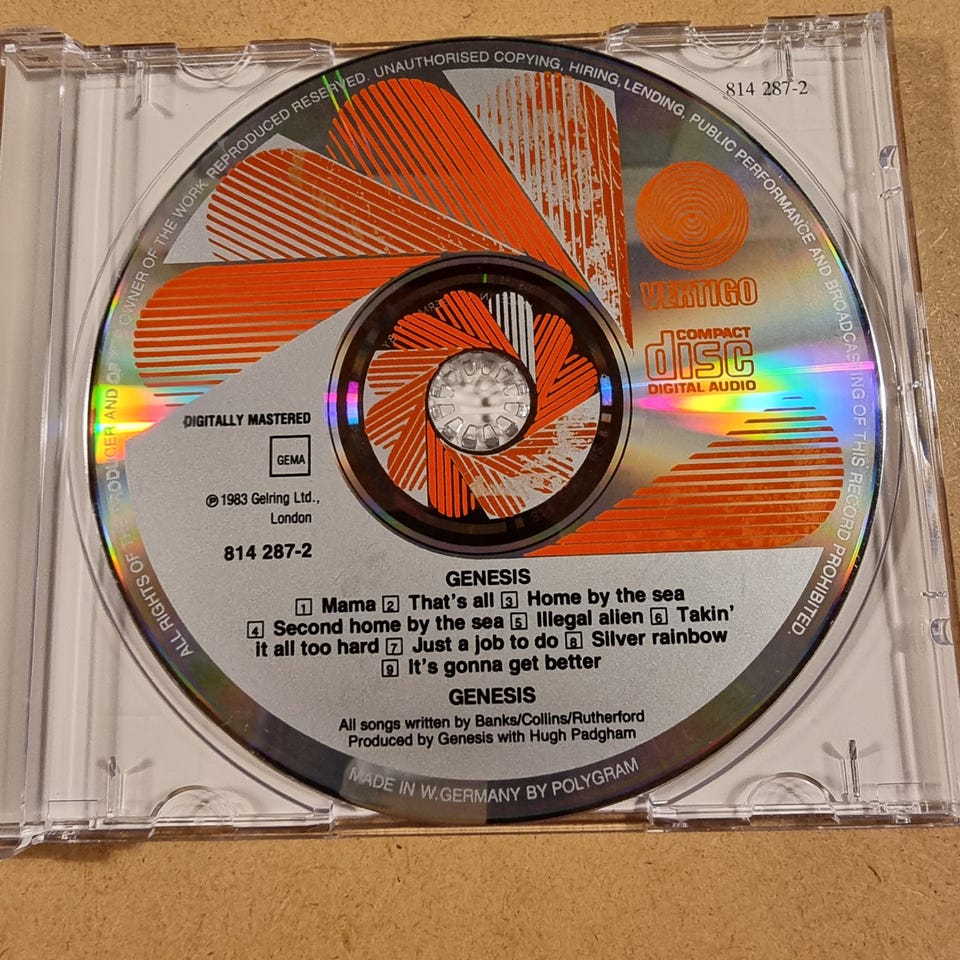 814 287-2
ALL RIGHTS OF THE PRODUCER AND OF THE OWNER OF THE WORK REPRODUCED RESERVED. UNAUTHORISED COPYING, HIRING, LENDING, PUBLIC PERFORMANCE AND BROADCASTING OF THIS RECORD PROHIBITED.
VERTIGO
COMPACT
disc
DIGITAL AUDIO
DIGITALLY MASTERED
GEMA
℗ 1983 Gelring Ltd.,
London
814 287-2
GENESIS
1 Mama 2 That's all 3 Home by the sea
4 Second home by the sea 5 Illegal alien 6 Takin'
it all too hard 7 Just a job to do 8 Silver rainbow
9 It's gonna get better
GENESIS
All songs written by Banks/Collins/Rutherford
Produced by Genesis with Hugh Padgham
MADE IN W.GERMANY BY POLYGRAM